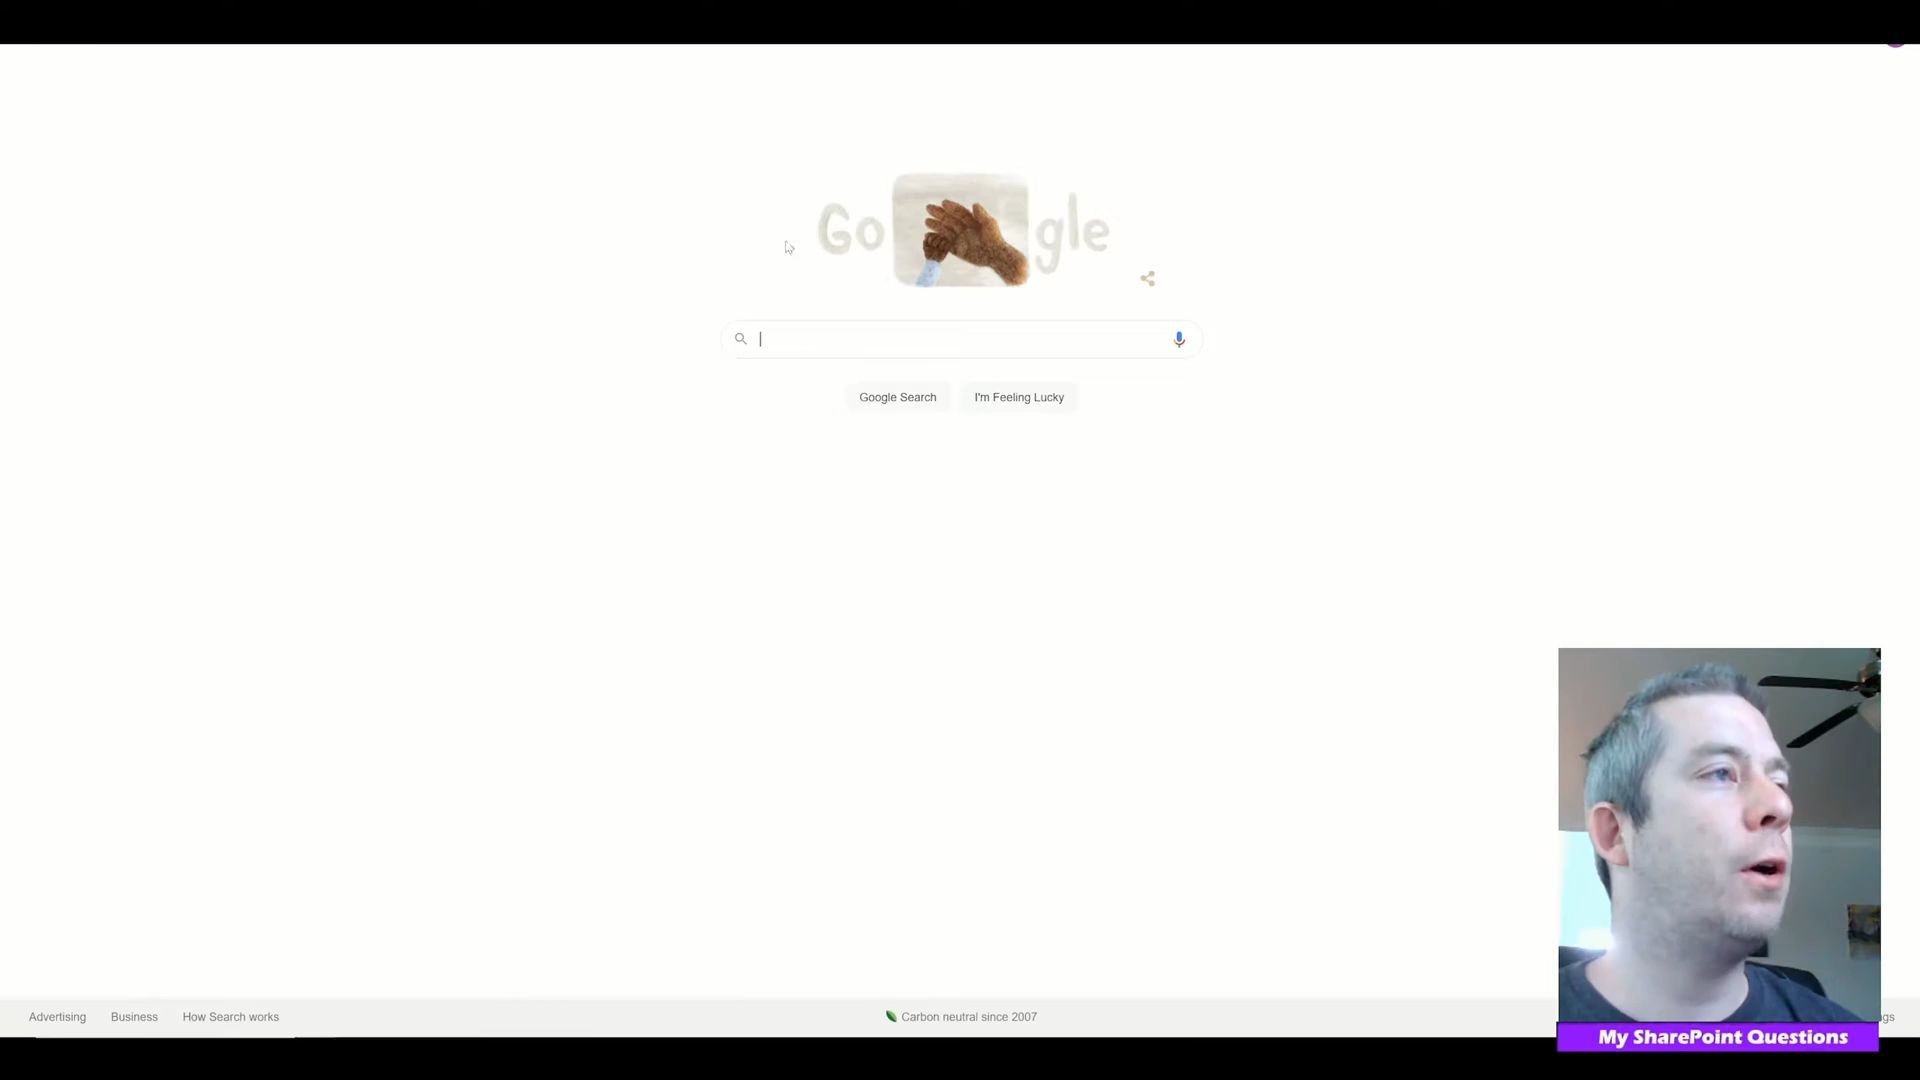 Go gle
Google Search
I'm Feeling Lucky
Advertising
Business
How Search works
Carbon neutral since 2007
My SharePoint Questions